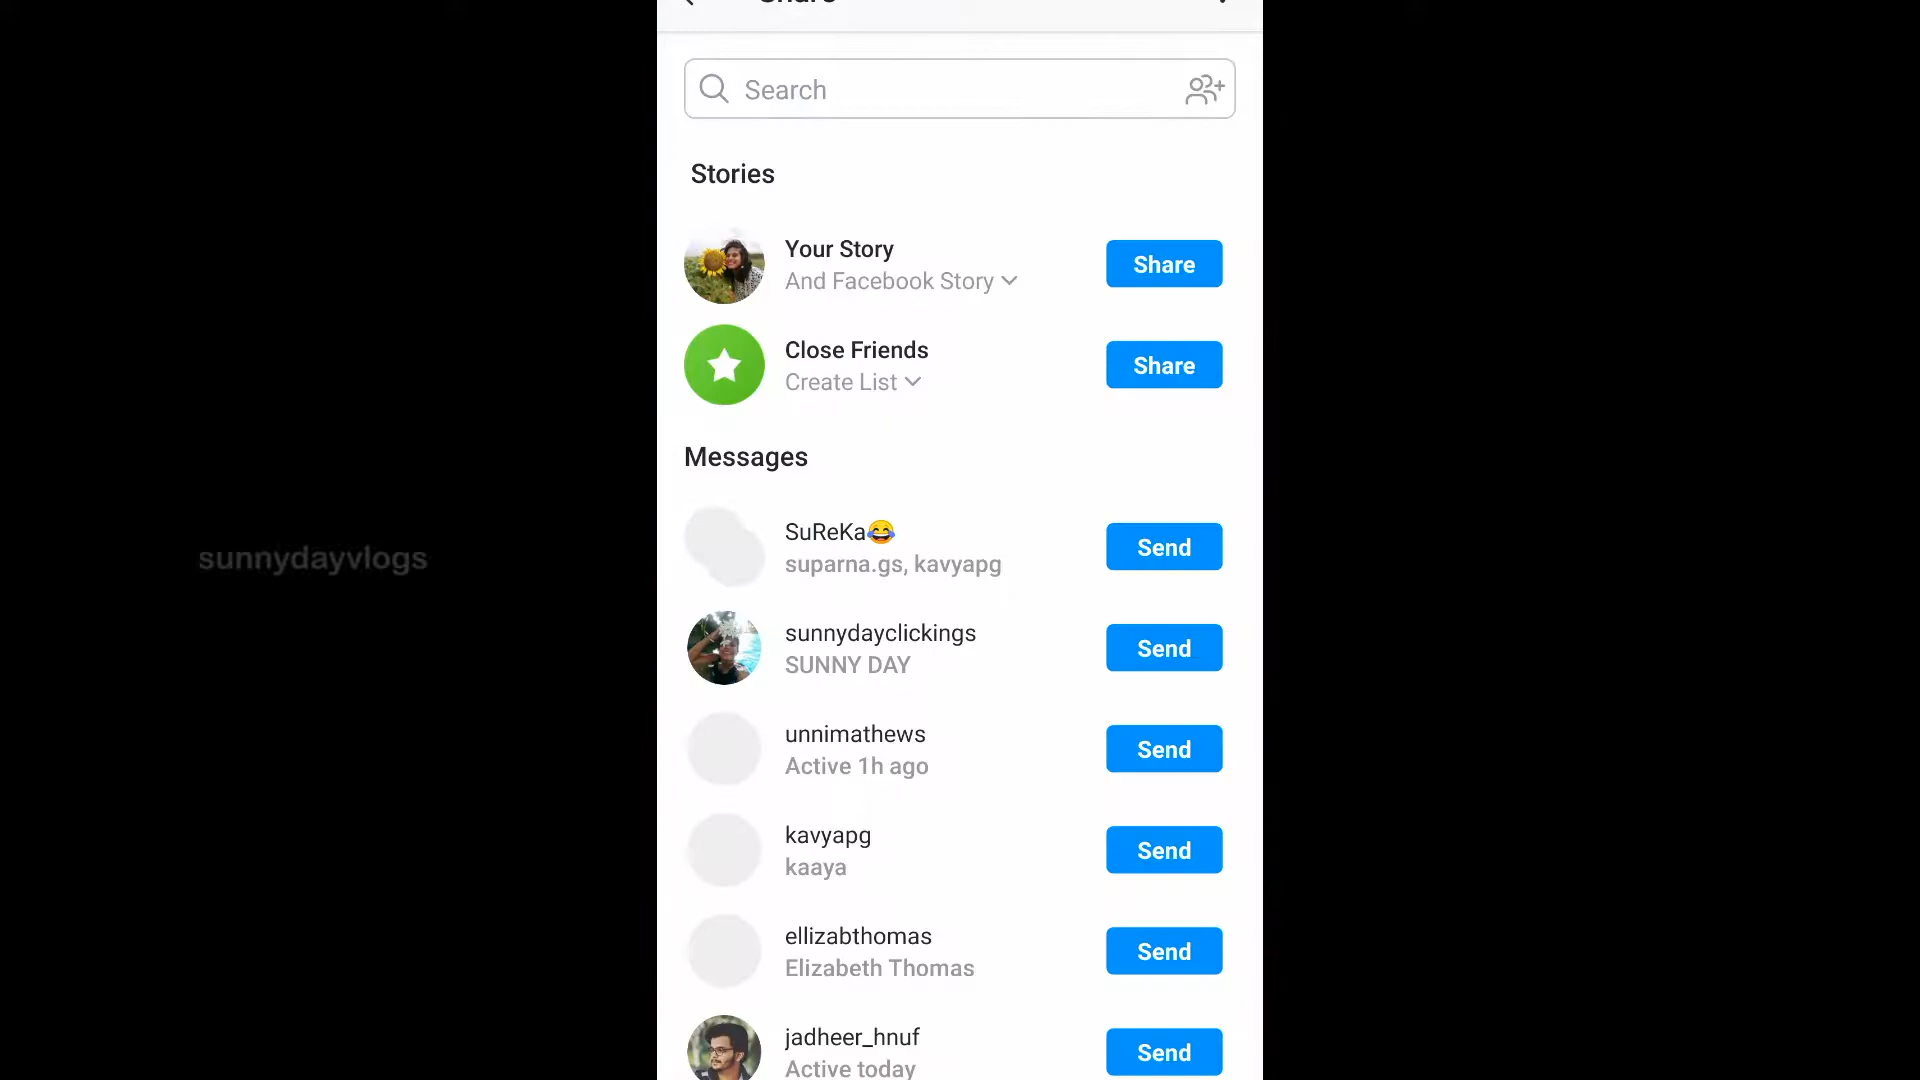 Share
Search
Stories
Your Story
And Facebook Story
Share
Close Friends
Create List
Share
Messages
SuReKa😂
suparna.gs, kavyapg
Send
sunnydayclickings
SUNNY DAY
Send
unnimathews
Active 1h ago
Send
kavyapg
kaaya
Send
ellizabthomas
Elizabeth Thomas
Send
jadheer_hnuf
Active today
Send
sunnydayvlogs